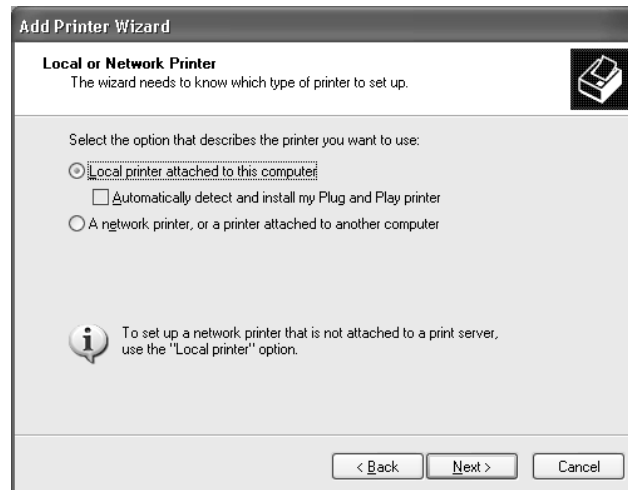 Add Printer Wizard
Local or Network Printer
The wizard needs to know which type of printer to set up.
Select the option that describes the printer you want to use:
Local printer attached to this computer
Automatically detect and install my Plug and Play printer
A network printer, or a printer attached to another computer
To set up a network printer that is not attached to a print server,
use the "Local printer" option.
< Back Next > Cancel